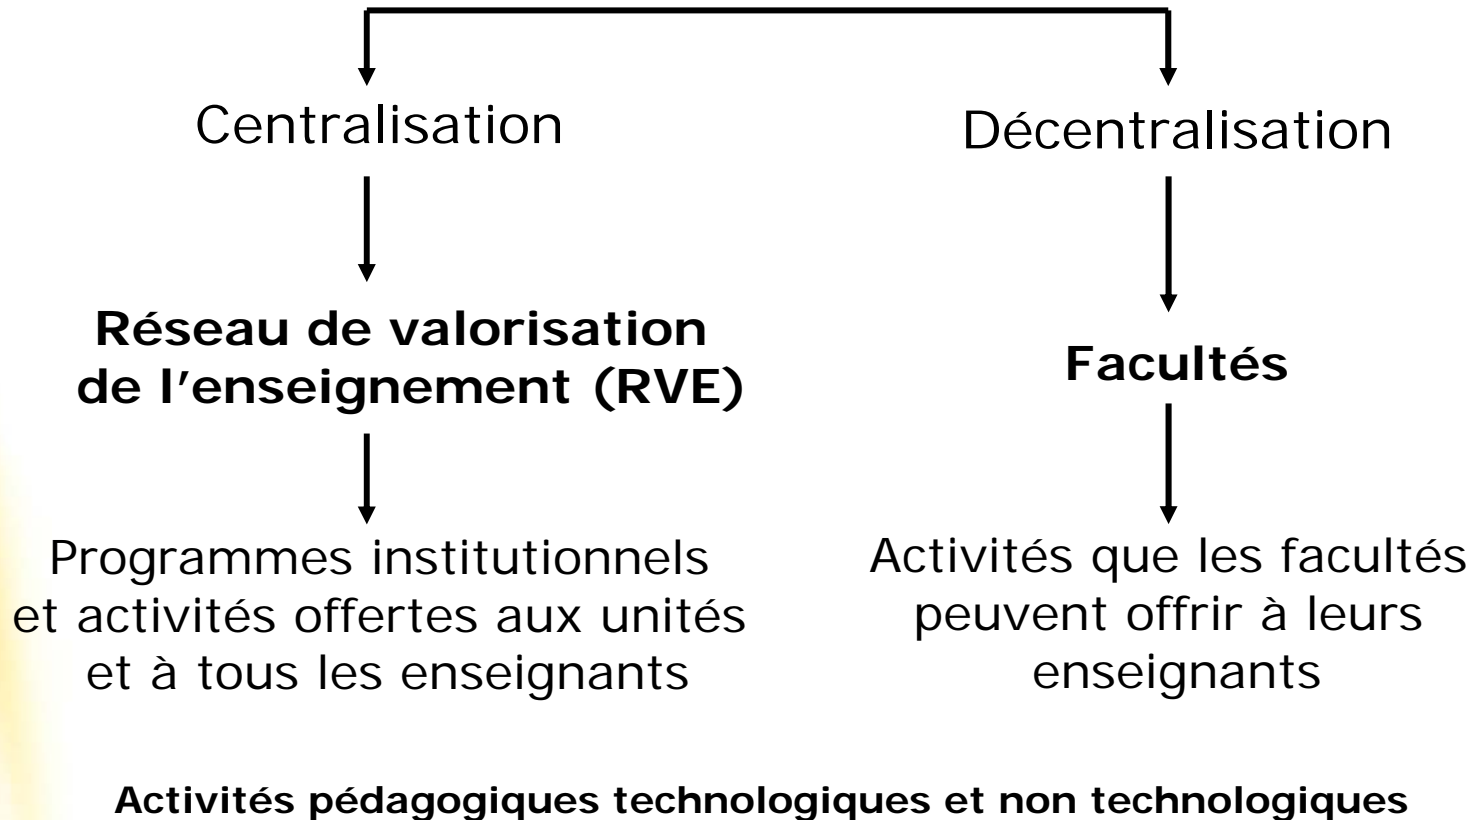 Centralisation
Décentralisation
Réseau de valorisation
de l’enseignement (RVE)
Facultés
Programmes institutionnels
et activités offertes aux unités
et à tous les enseignants
Activités que les facultés
peuvent offrir à leurs
enseignants
Activités pédagogiques technologiques et non technologiques